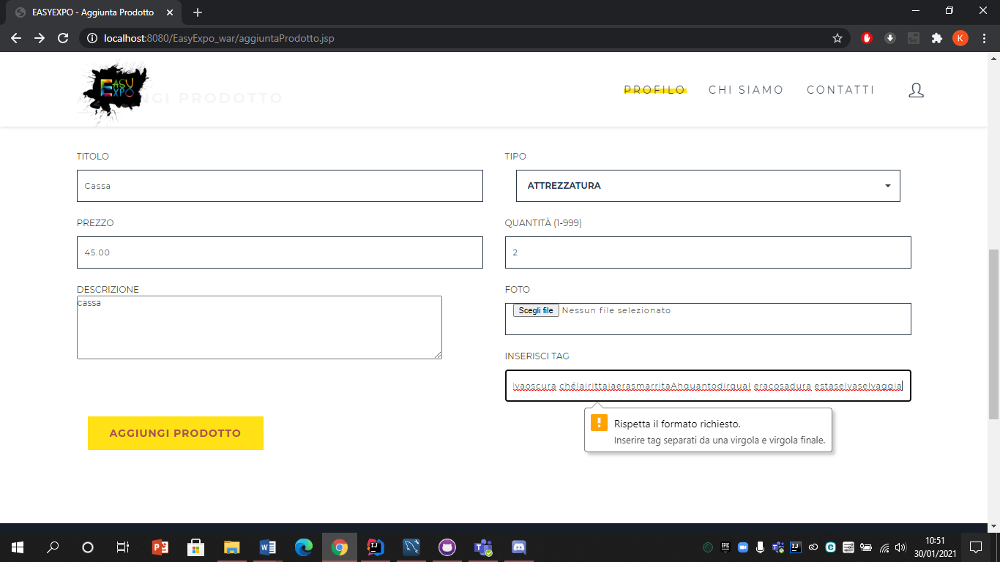 EASYEXPO - Aggiunta Prodotto
localhost:8080/EasyExpo_war/aggiuntaProdotto.jsp
K
EASY
EXPO
AGGIUNGI PRODOTTO
PROFILO
CHI SIAMO
CONTATTI
TITOLO
TIPO
Cassa
ATTREZZATURA
PREZZO
QUANTITÀ (1-999)
45.00
2
DESCRIZIONE
FOTO
cassa
Scegli file Nessun file selezionato
INSERISCI TAG
lvaoscura chélairittaiaerasmarritaAhquantodirqual eracosadura estaselvaselvaggia
Rispetta il formato richiesto.
Inserire tag separati da una virgola e virgola finale.
AGGIUNGI PRODOTTO
10:51
30/01/2021